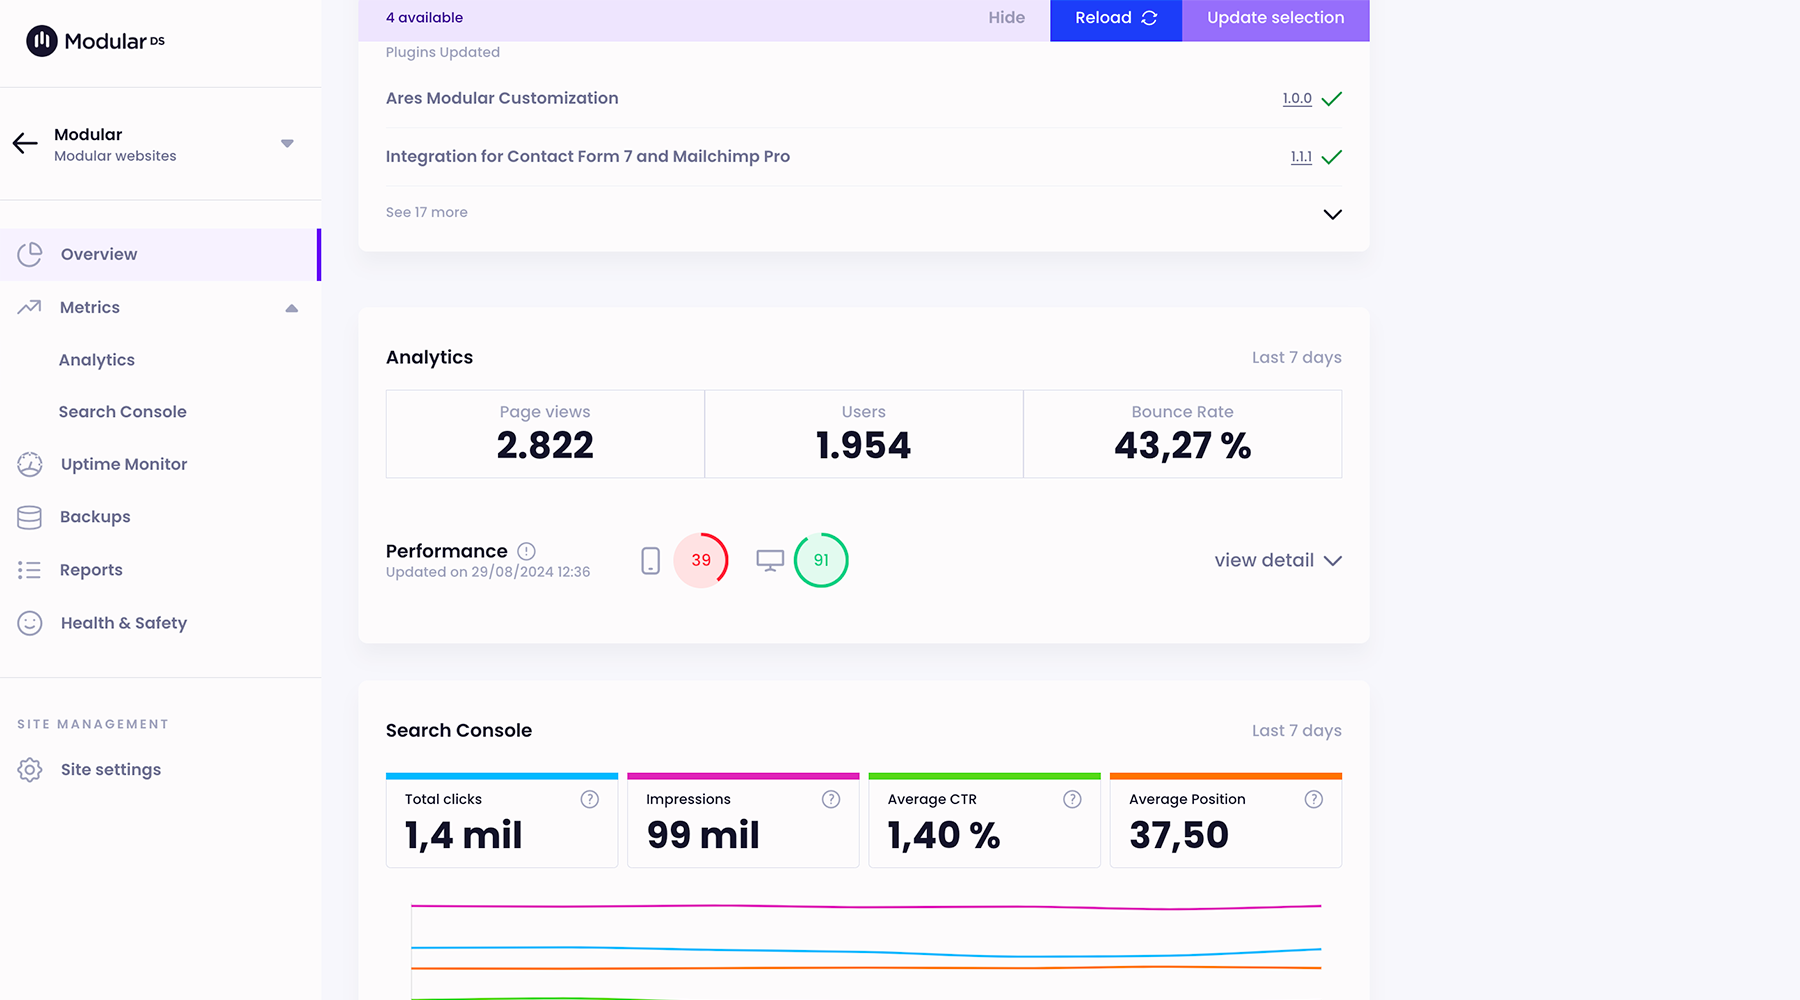 Modular DS
Modular
Modular websites
Overview
Metrics
Analytics
Search Console
Uptime Monitor
Backups
Reports
Health & Safety
SITE MANAGEMENT
Site settings
4 available
Hide
Reload
Update selection
Plugins Updated
Ares Modular Customization
1.0.0
Integration for Contact Form 7 and Mailchimp Pro
1.1.1
See 17 more
Analytics
Last 7 days
Page views
2.822
Users
1.954
Bounce Rate
43,27 %
Performance
Updated on 29/08/2024 12:36
39
91
view detail
Search Console
Last 7 days
Total clicks
1,4 mil
Impressions
99 mil
Average CTR
1,40 %
Average Position
37,50